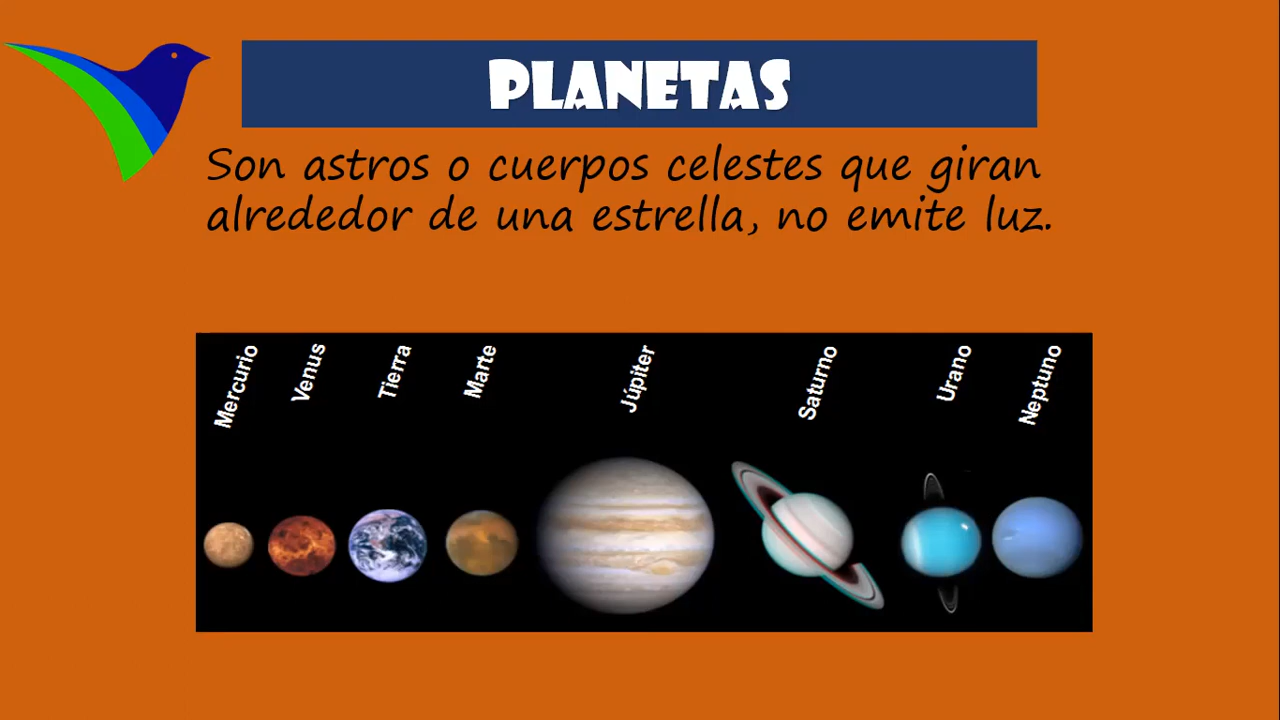 PLANETAS
Son astros o cuerpos celestes que giran
alrededor de una estrella, no emite luz.
Mercurio
Venus
Tierra
Marte
Júpiter
Saturno
Urano
Neptuno